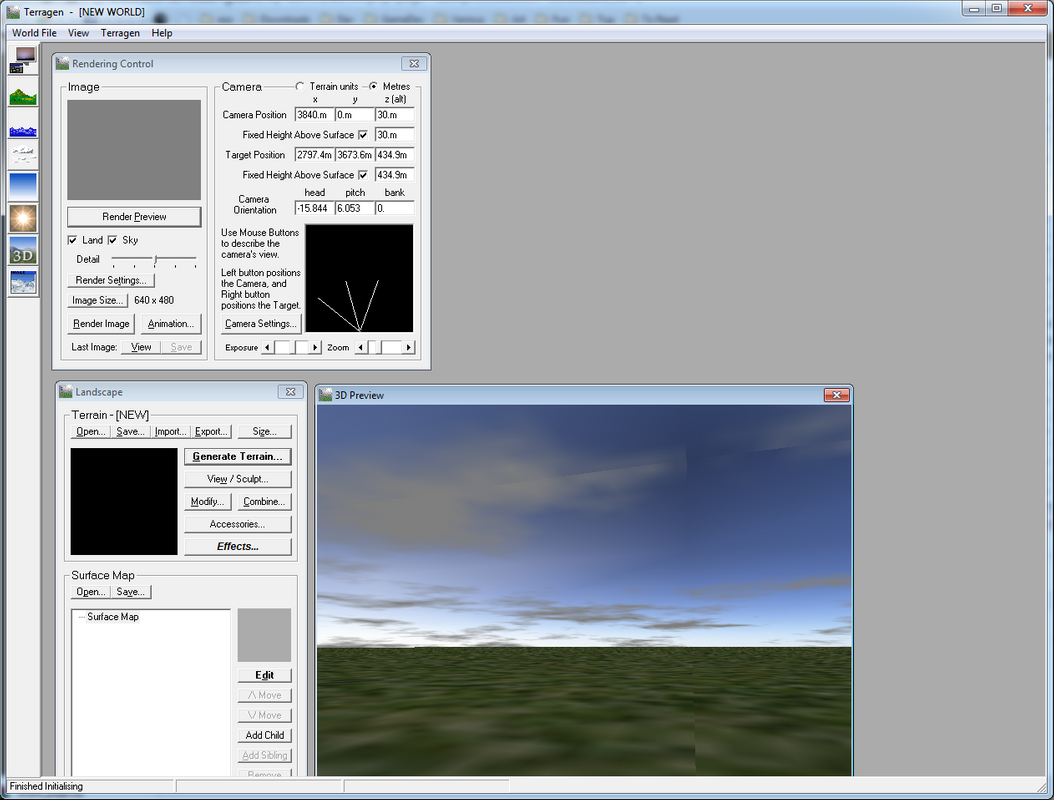 Terragen - [NEW WORLD]
World File View Terragen Help
Rendering Control
Image
Render Preview
Land Sky
Detail
Render Settings...
Image Size... 640 x 480
Render Image Animation...
Last Image: View Save
Camera Terrain units Metres
x y z (alt)
Camera Position 3840.m 0.m 30.m
Fixed Height Above Surface 30.m
Target Position 2797.4m 3673.6m 434.9m
Fixed Height Above Surface 434.9m
head pitch bank
Camera
Orientation -15.844 6.053 0.
Use Mouse Buttons
to describe the
camera's view.
Left button positions
the Camera, and
Right button
positions the Target.
Camera Settings...
Exposure Zoom
3D
Landscape
Terrain - [NEW]
Open... Save... Import... Export... Size...
Generate Terrain...
View / Sculpt...
Modify... Combine...
Accessories...
Effects...
Surface Map
Open... Save...
Surface Map
Edit
/\ Move
\/ Move
Add Child
Add Sibling
Remove
3D Preview
Finished Initialising